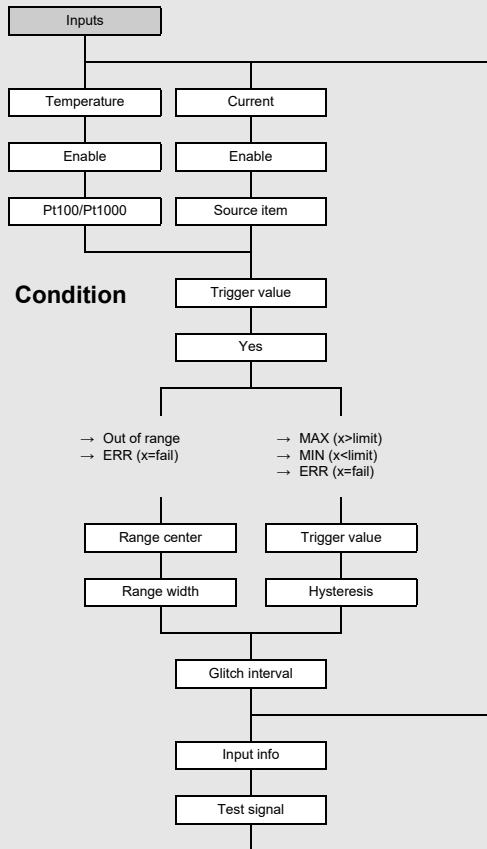 Inputs
Temperature
Current
Enable
Enable
Pt100/Pt1000
Source item
Condition
Trigger value
Yes
→ Out of range
→ ERR (x=fail)
→ MAX (x>limit)
→ MIN (x<limit)
→ ERR (x=fail)
Range center
Trigger value
Range width
Hysteresis
Glitch interval
Input info
Test signal